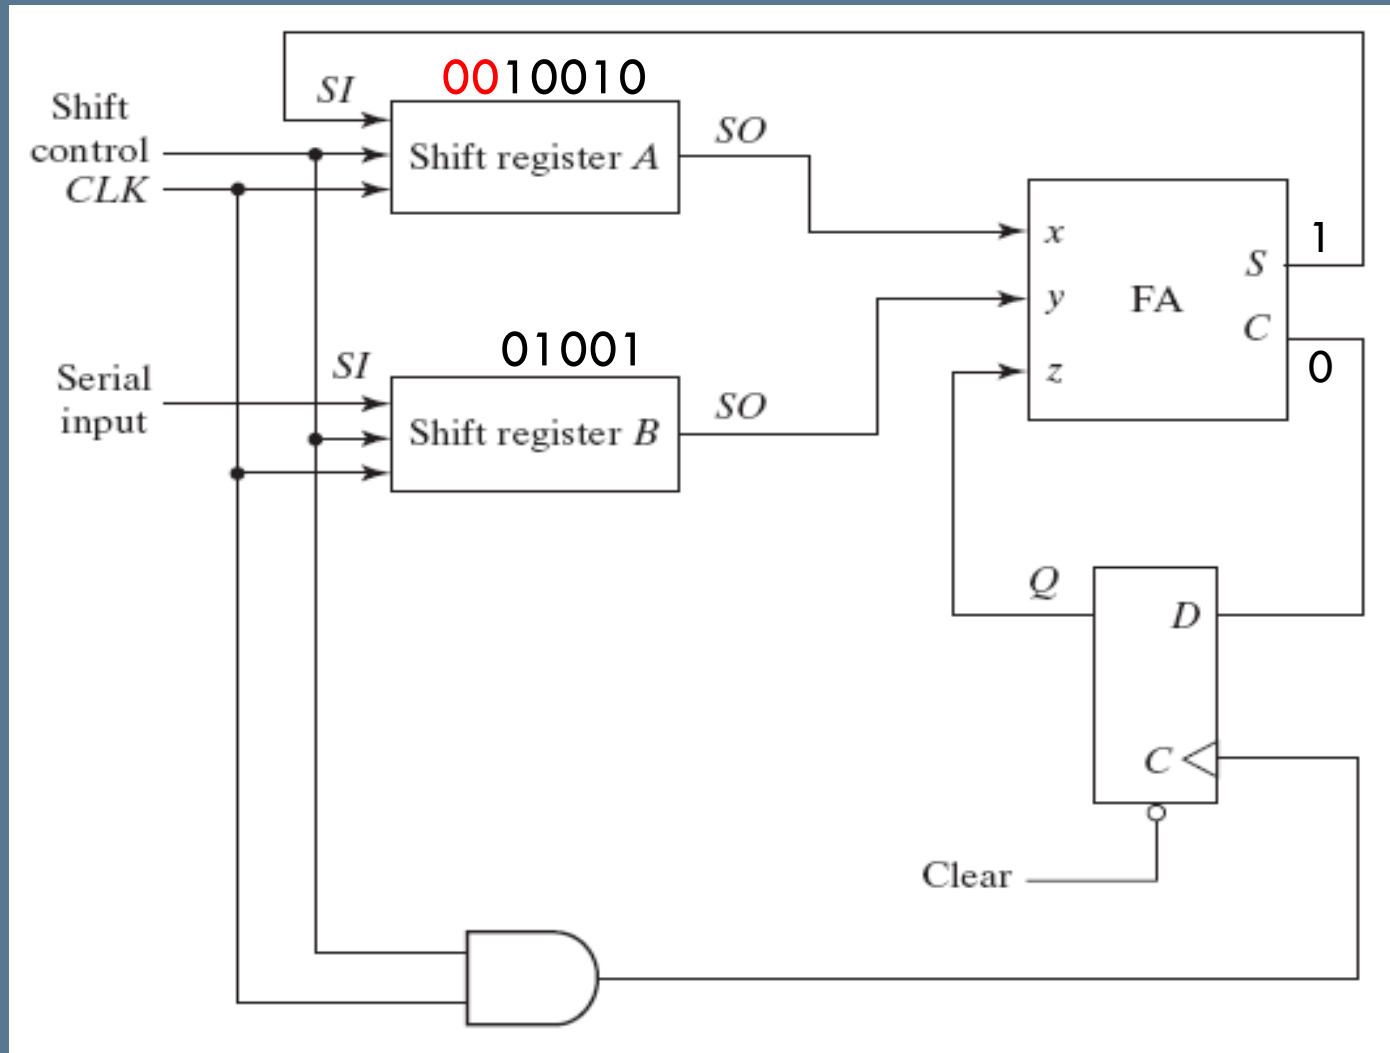 0010010
SI
Shift
control
CLK
Shift register A
SO
x
y
z
FA
S
C
1
0
01001
SI
Serial
input
Shift register B
SO
Q
D
C
Clear